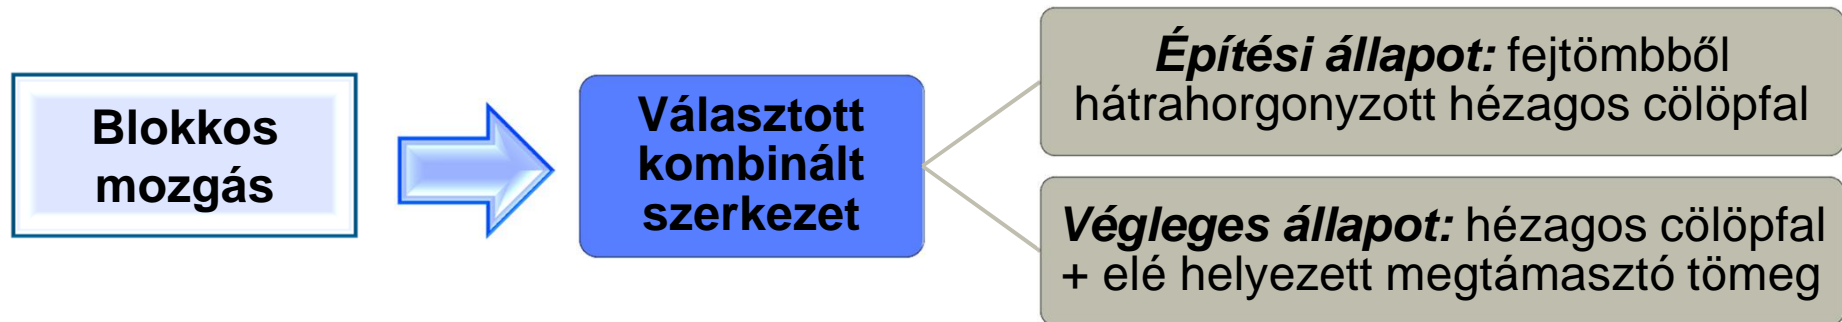 Blokkos
mozgás
Választott
kombinált
szerkezet
Építési állapot: fejtömbből
hátrahorgonyzott hézagos cölöpfal
Végleges állapot: hézagos cölöpfal
+ elé helyezett megtámasztó tömeg